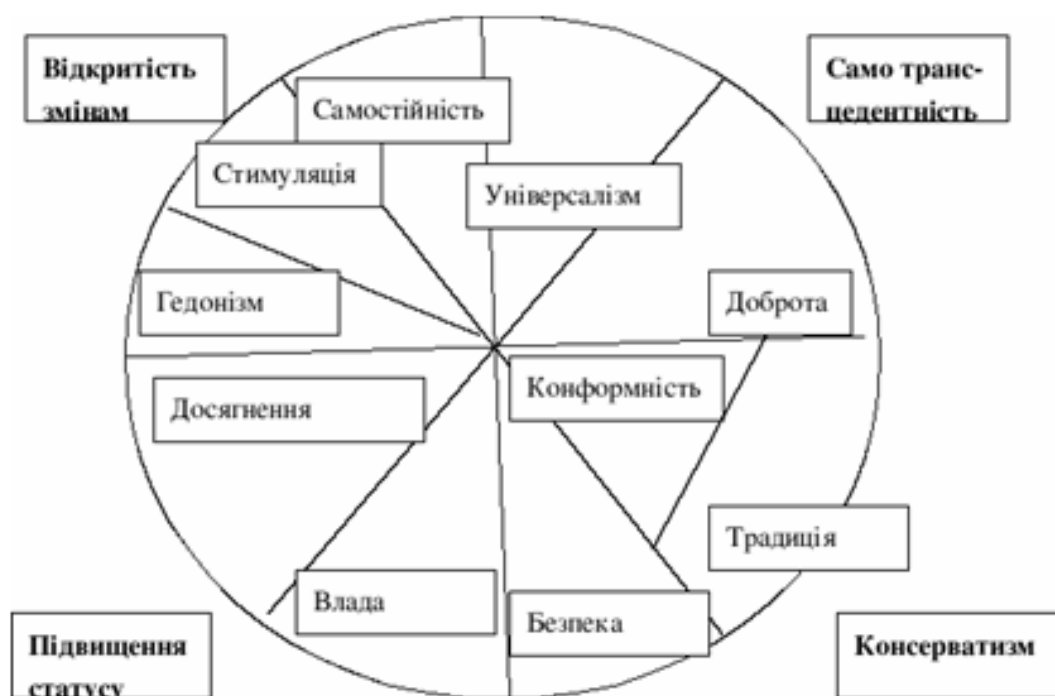 Відкритість
змінам
Само транс-
цедентність
Самостійність
Стимуляція
Універсалізм
Гедонізм
Доброта
Досягнення
Конформність
Традиція
Влада
Безпека
Підвищення
статусу
Консерватизм